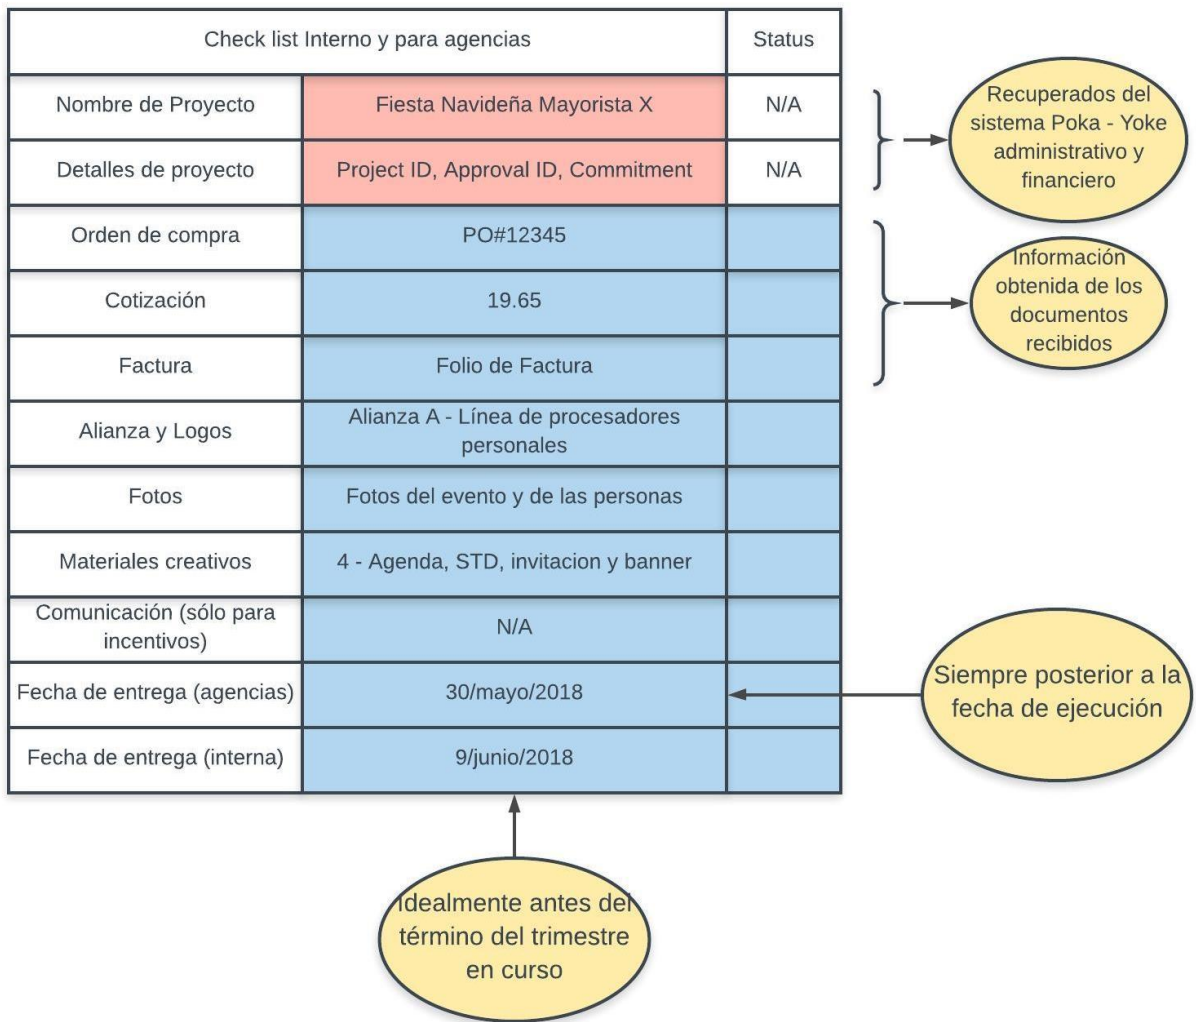 Check list Interno y para agencias
Status
Nombre de Proyecto
Fiesta Navideña Mayorista X
N/A
Detalles de proyecto
Project ID, Approval ID, Commitment
N/A
Orden de compra
PO#12345
Cotización
19.65
Factura
Folio de Factura
Alianza y Logos
Alianza A - Línea de procesadores
personales
Fotos
Fotos del evento y de las personas
Materiales creativos
4 - Agenda, STD, invitacion y banner
Comunicación (sólo para
incentivos)
N/A
Fecha de entrega (agencias)
30/mayo/2018
Fecha de entrega (interna)
9/junio/2018
Recuperados del
sistema Poka - Yoke
administrativo y
financiero
Información
obtenida de los
documentos
recibidos
Siempre posterior a la
fecha de ejecución
Idealmente antes del
término del trimestre
en curso